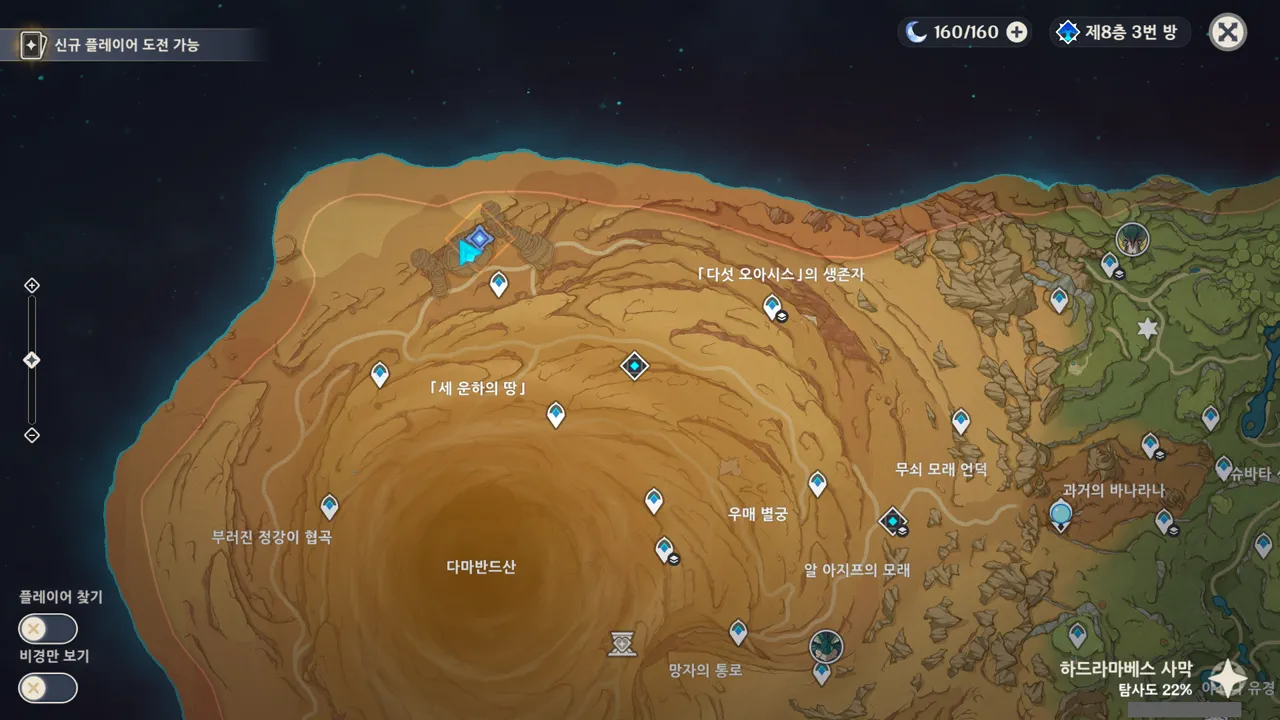 신규 플레이어 도전 가능
160/160
제8층 3번 방
「다섯 오아시스」의 생존자
「세 운하의 땅」
무쇠 모래 언덕
슈바타
과거의 바나라나
우매 별궁
부러진 정강이 협곡
다마반드산
알 아지프의 모래
플레이어 찾기
비경만 보기
망자의 통로
하드라마베스 사막
탐사도 22%
유경